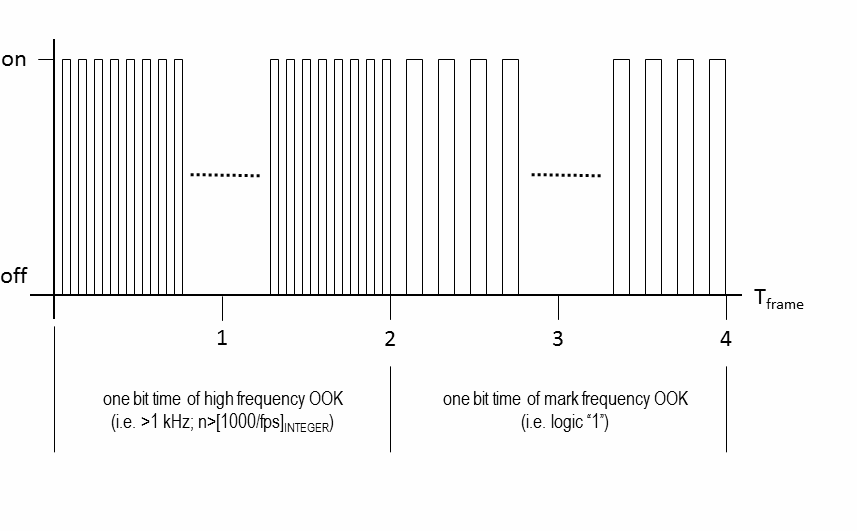 on
off
T frame
1 2 3 4
one bit time of high frequency OOK
(i.e. >1 kHz; n>[1000/fps]INTEGER)
one bit time of mark frequency OOK
(i.e. logic “1”)